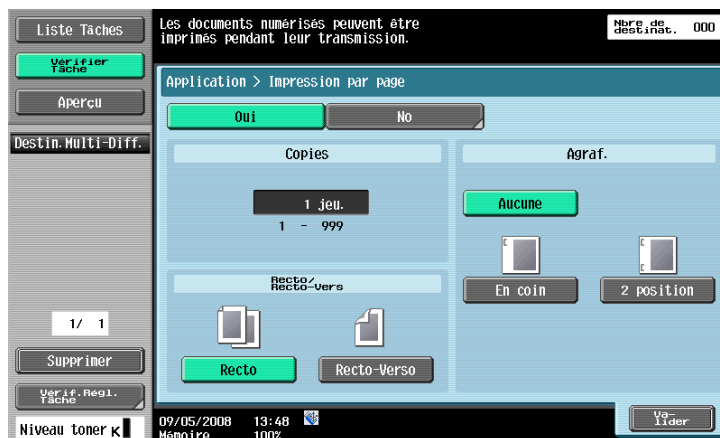 Liste Tâches
Vérifier
Tâche
Aperçu
Destin.Multi-Diff.
1/ 1
Supprimer
Vérif.Régl.
Tâche
Niveau toner K
Les documents numérisés peuvent être
imprimés pendant leur transmission.
Nbre de
destinat. 000
Application > Impression par page
Oui
No
Copies
1 jeu.
1 - 999
Recto/
Recto-Vers
Recto
Recto-Verso
Agraf.
Aucune
En coin
2 position
09/05/2008 13:48
Mémoire 100%
Va-
lider